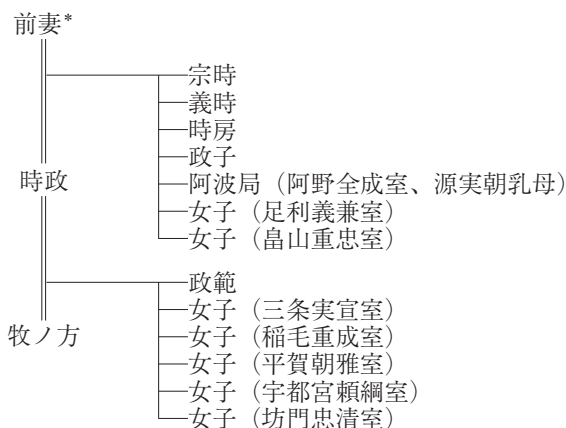 前妻*
宗時
義時
時房
政子
時政
阿波局（阿野全成室、源実朝乳母）
女子（足利義兼室）
女子（畠山重忠室）
政範
女子（三条実宣室）
牧ノ方
女子（稲毛重成室）
女子（平賀朝雅室）
女子（宇都宮頼綱室）
女子（坊門忠清室）